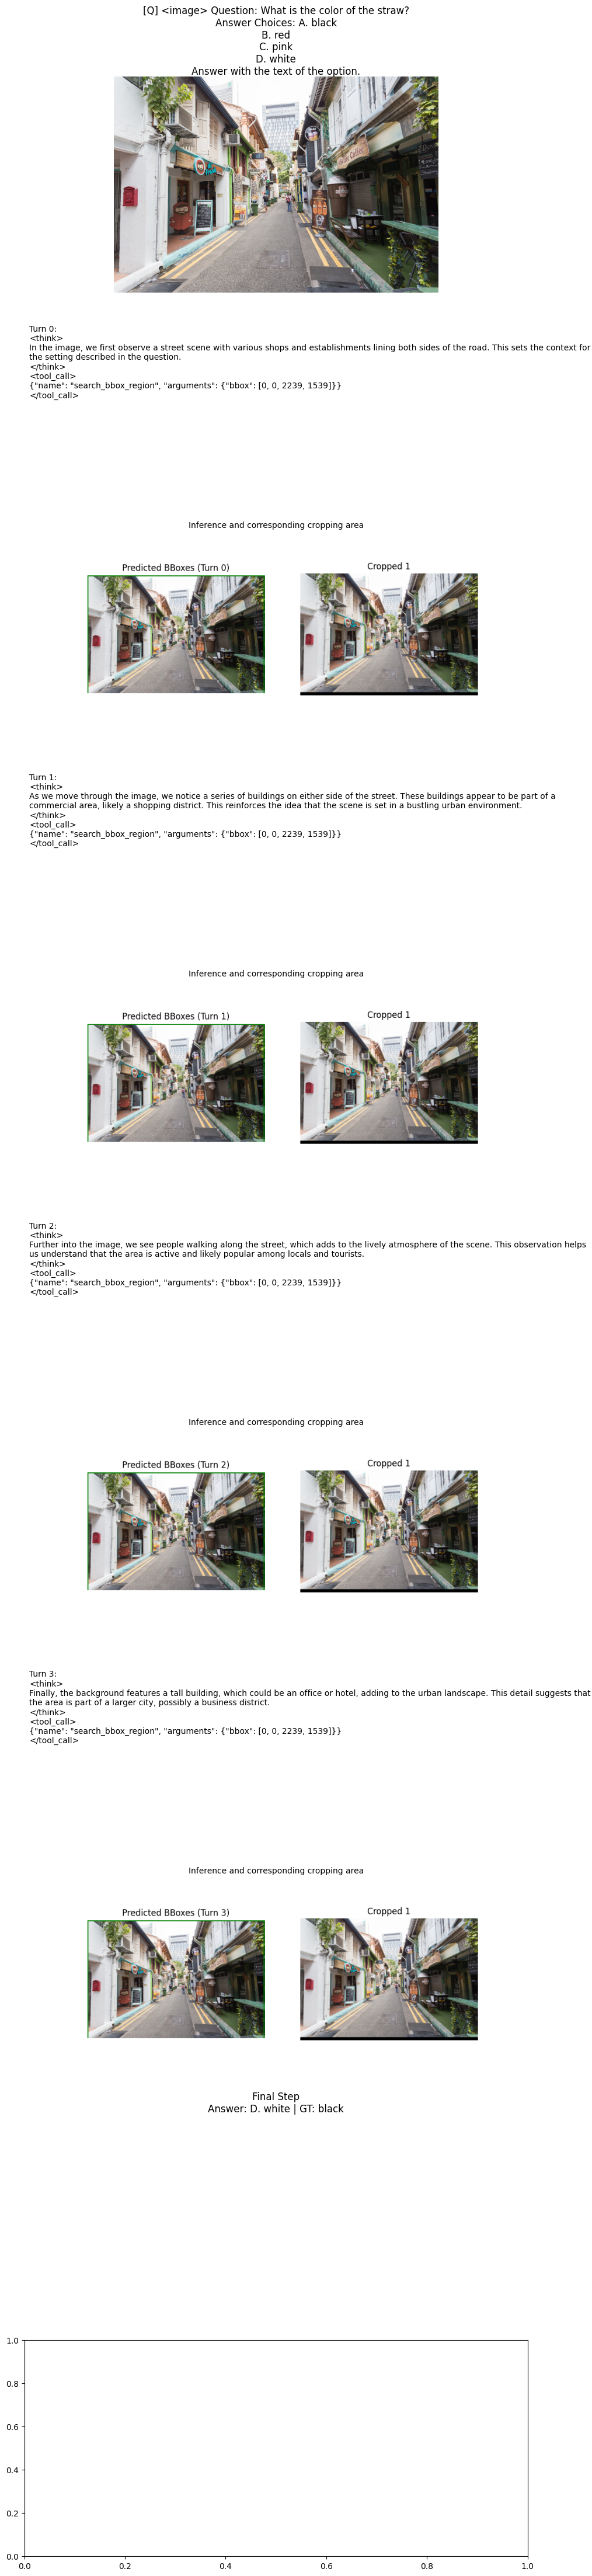 [Q] <image> Question: What is the color of the straw?
Answer Choices: A. black
B. red
C. pink
D. white
Answer with the text of the option.
Turn 0:
<think>
In the image, we first observe a street scene with various shops and establishments lining both sides of the road. This sets the context for
the setting described in the question.
</think>
<tool_call>
{"name": "search_bbox_region", "arguments": {"bbox": [0, 0, 2239, 1539]}}
</tool_call>
Inference and corresponding cropping area
Predicted BBoxes (Turn 0)
Cropped 1
Turn 1:
<think>
As we move through the image, we notice a series of buildings on either side of the street. These buildings appear to be part of a
commercial area, likely a shopping district. This reinforces the idea that the scene is set in a bustling urban environment.
</think>
<tool_call>
{"name": "search_bbox_region", "arguments": {"bbox": [0, 0, 2239, 1539]}}
</tool_call>
Inference and corresponding cropping area
Predicted BBoxes (Turn 1)
Cropped 1
Turn 2:
<think>
Further into the image, we see people walking along the street, which adds to the lively atmosphere of the scene. This observation helps
us understand that the area is active and likely popular among locals and tourists.
</think>
<tool_call>
{"name": "search_bbox_region", "arguments": {"bbox": [0, 0, 2239, 1539]}}
</tool_call>
Inference and corresponding cropping area
Predicted BBoxes (Turn 2)
Cropped 1
Turn 3:
<think>
Finally, the background features a tall building, which could be an office or hotel, adding to the urban landscape. This detail suggests that
the area is part of a larger city, possibly a business district.
</think>
<tool_call>
{"name": "search_bbox_region", "arguments": {"bbox": [0, 0, 2239, 1539]}}
</tool_call>
Inference and corresponding cropping area
Predicted BBoxes (Turn 3)
Cropped 1
Final Step
Answer: D. white | GT: black
1.0
0.8
0.6
0.4
0.2
0.0
0.0 0.2 0.4 0.6 0.8 1.0